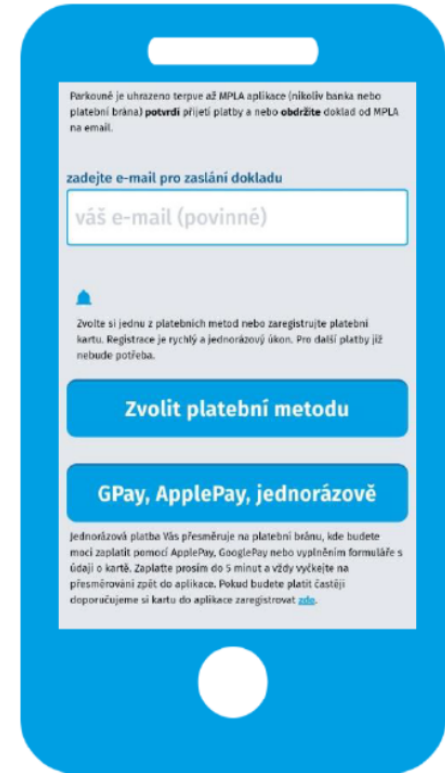 Parkovné je uhrazeno terpve až MPLA aplikace (nikoliv banka nebo
platební brána) potvrdí přijetí platby a nebo obdržíte doklad od MPLA
na email.
zadejte e-mail pro zaslání dokladu
váš e-mail (povinné)
Zvolte si jednu z platebních metod nebo zaregistrujte platební
kartu. Registrace je rychlý a jednorázový úkon. Pro další platby již
nebude potřeba.
Zvolit platební metodu
GPay, ApplePay, jednorázově
Jednorázová platba Vás přesměruje na platební bránu, kde budete
moci zaplatit pomocí ApplePay, GooglePay nebo vyplněním formuláře s
údaji o kartě. Zaplaťte prosím do 5 minut a vždy vyčkejte na
přesměrování zpět do aplikace. Pokud budete platit častěji
doporučujeme si kartu do aplikace zaregistrovat zde.